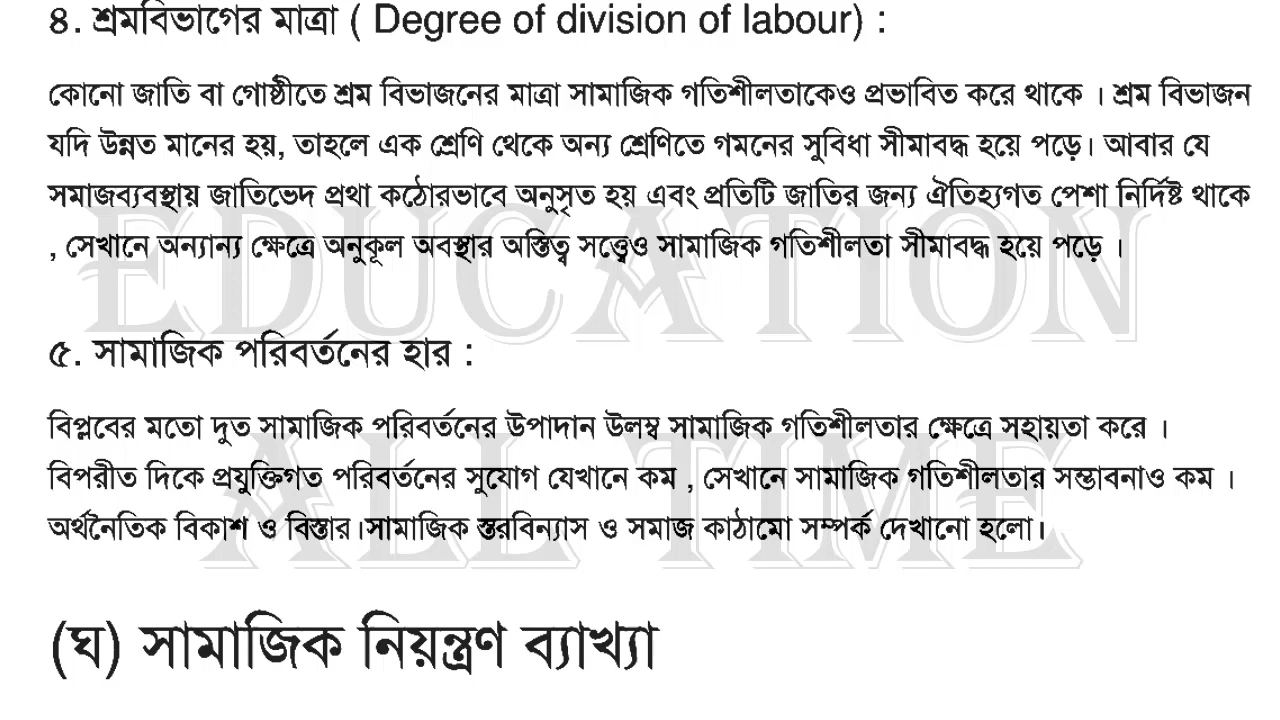 ৪. শ্রমবিভাগের মাত্রা ( Degree of division of labour) :
কোনো জাতি বা গোষ্ঠীতে শ্রম বিভাজনের মাত্রা সামাজিক গতিশীলতাকেও প্রভাবিত করে থাকে । শ্রম বিভাজন
যদি উন্নত মানের হয়, তাহলে এক শ্রেণি থেকে অন্য শ্রেণিতে গমনের সুবিধা সীমাবদ্ধ হয়ে পড়ে। আবার যে
সমাজব্যবস্থায় জাতিভেদ প্রথা কঠোরভাবে অনুসৃত হয় এবং প্রতিটি জাতির জন্য ঐতিহ্যগত পেশা নির্দিষ্ট থাকে
, সেখানে অন্যান্য ক্ষেত্রে অনুকূল অবস্থার অস্তিত্ব সত্ত্বেও সামাজিক গতিশীলতা সীমাবদ্ধ হয়ে পড়ে ।
EDUCATION
৫. সামাজিক পরিবর্তনের হার :
বিপ্লবের মতো দুত সামাজিক পরিবর্তনের উপাদান উলম্ব সামাজিক গতিশীলতার ক্ষেত্রে সহায়তা করে ।
বিপরীত দিকে প্রযুক্তিগত পরিবর্তনের সুযোগ যেখানে কম , সেখানে সামাজিক গতিশীলতার সম্ভাবনাও কম ।
অর্থনৈতিক বিকাশ ও বিস্তার।সামাজিক স্তরবিন্যাস ও সমাজ কাঠামো সম্পর্ক দেখানো হলো।
ALL TIME
(ঘ) সামাজিক নিয়ন্ত্রণ ব্যাখ্যা